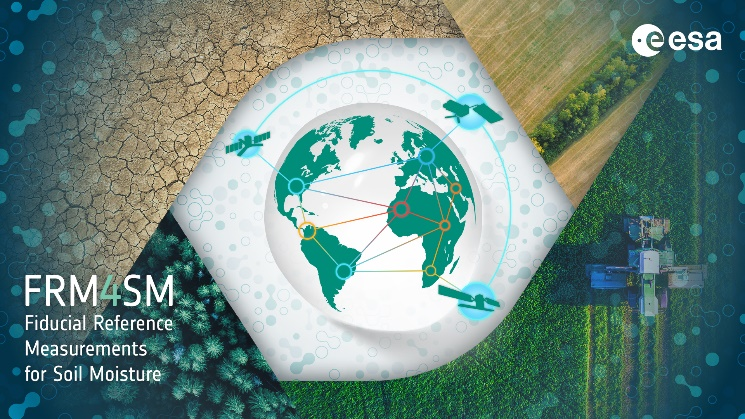 esa
FRM4SM
Fiducial Reference
Measurements
for Soil Moisture